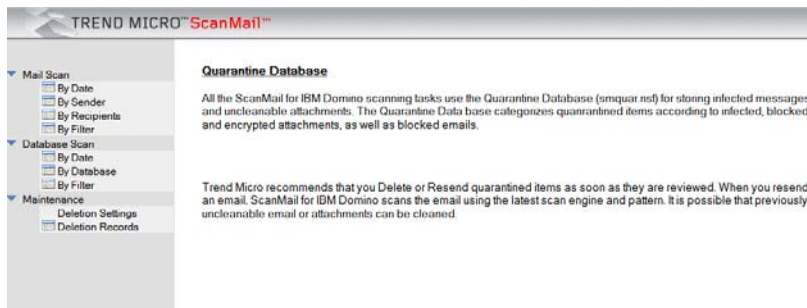 TREND MICRO™ ScanMail™
Mail Scan
By Date
By Sender
By Recipients
By Filter
Database Scan
By Date
By Database
By Filter
Maintenance
Deletion Settings
Deletion Records
Quarantine Database
All the ScanMail for IBM Domino scanning tasks use the Quarantine Database (smquar.nsf) for storing infected messages
and uncleanable attachments. The Quarantine Data base categorizes quanrantined items according to infected, blocked
and encrypted attachments, as well as blocked emails.
Trend Micro recommends that you Delete or Resend quarantined items as soon as they are reviewed. When you resend
an email. ScanMail for IBM Domino scans the email using the latest scan engine and pattern. It is possible that previously
uncleanable email or attachments can be cleaned.